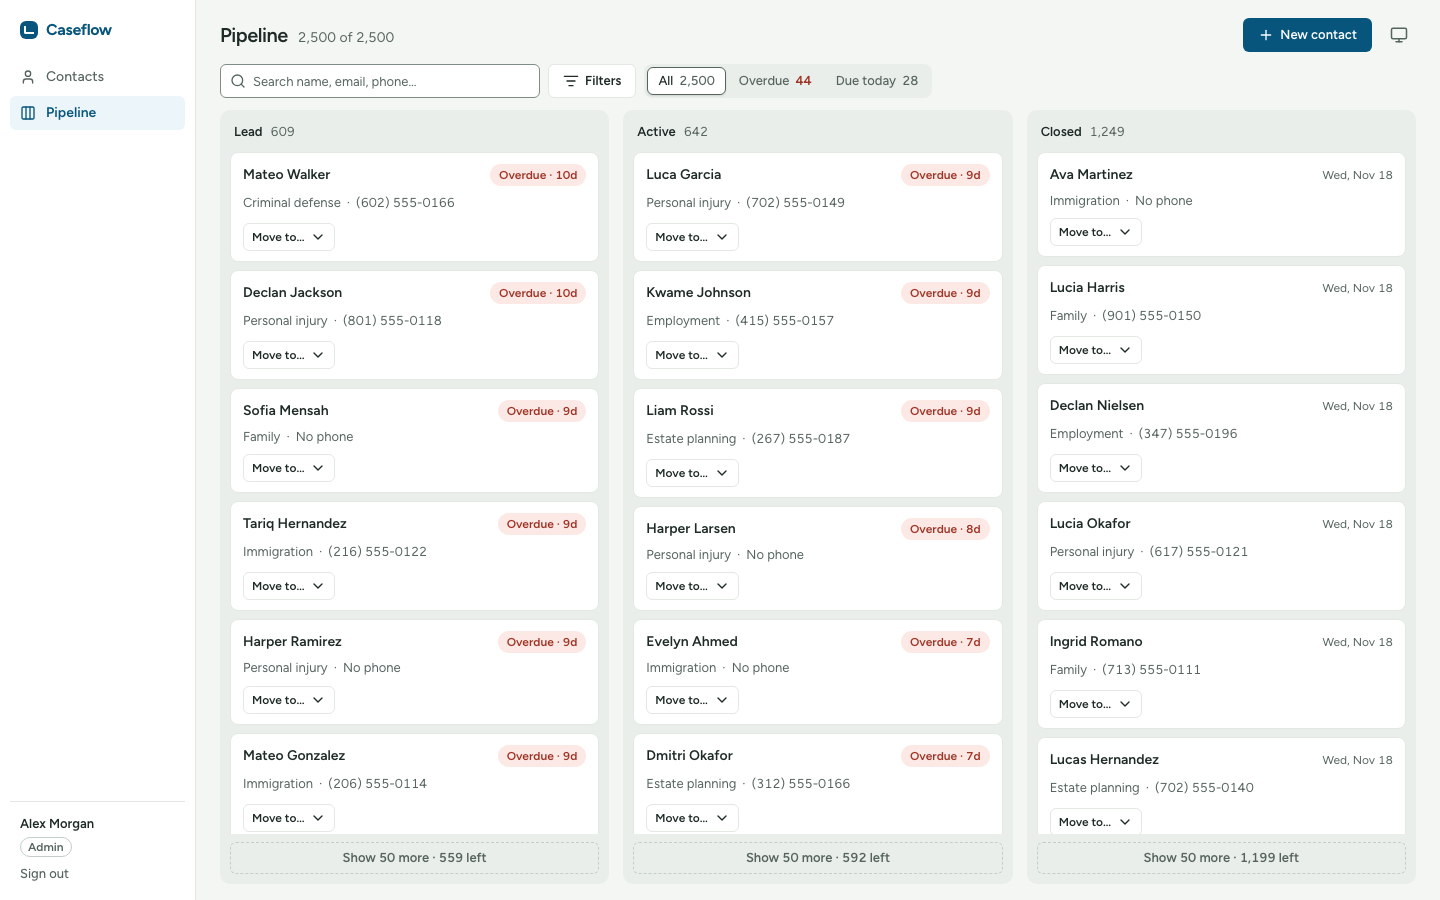 Caseflow
Contacts
Pipeline
Alex Morgan
Admin
Sign out
Pipeline 2,500 of 2,500
New contact
Search name, email, phone...
Filters
All 2,500
Overdue 44
Due today 28
Lead 609
Mateo Walker
Overdue · 10d
Criminal defense · (602) 555-0166
Move to...
Declan Jackson
Overdue · 10d
Personal injury · (801) 555-0118
Move to...
Sofia Mensah
Overdue · 9d
Family · No phone
Move to...
Tariq Hernandez
Overdue · 9d
Immigration · (216) 555-0122
Move to...
Harper Ramirez
Overdue · 9d
Personal injury · No phone
Move to...
Mateo Gonzalez
Overdue · 9d
Immigration · (206) 555-0114
Move to...
Show 50 more · 559 left
Active 642
Luca Garcia
Overdue · 9d
Personal injury · (702) 555-0149
Move to...
Kwame Johnson
Overdue · 9d
Employment · (415) 555-0157
Move to...
Liam Rossi
Overdue · 9d
Estate planning · (267) 555-0187
Move to...
Harper Larsen
Overdue · 8d
Personal injury · No phone
Move to...
Evelyn Ahmed
Overdue · 7d
Immigration · No phone
Move to...
Dmitri Okafor
Overdue · 7d
Estate planning · (312) 555-0166
Move to...
Show 50 more · 592 left
Closed 1,249
Ava Martinez
Wed, Nov 18
Immigration · No phone
Move to...
Lucia Harris
Wed, Nov 18
Family · (901) 555-0150
Move to...
Declan Nielsen
Wed, Nov 18
Employment · (347) 555-0196
Move to...
Lucia Okafor
Wed, Nov 18
Personal injury · (617) 555-0121
Move to...
Ingrid Romano
Wed, Nov 18
Family · (713) 555-0111
Move to...
Lucas Hernandez
Wed, Nov 18
Estate planning · (702) 555-0140
Move to...
Show 50 more · 1,199 left